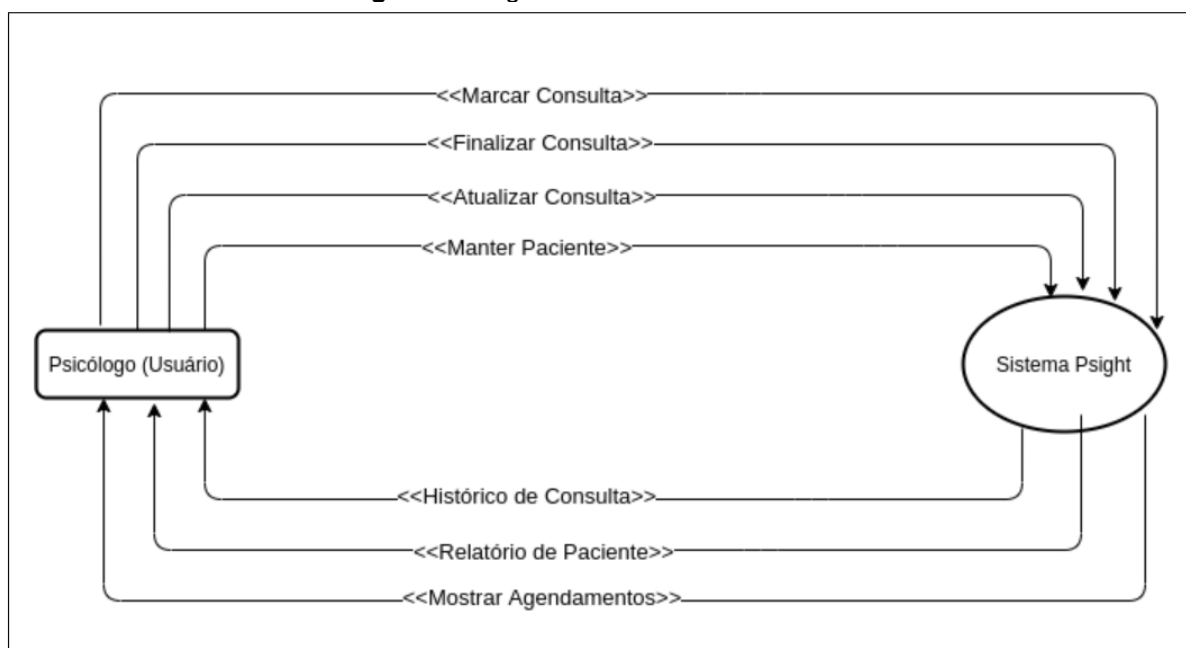 <<Marcar Consulta>>
<<Finalizar Consulta>>
<<Atualizar Consulta>>
<<Manter Paciente>>
Psicólogo (Usuário)
Sistema Psight
<<Histórico de Consulta>>
<<Relatório de Paciente>>
<<Mostrar Agendamentos>>